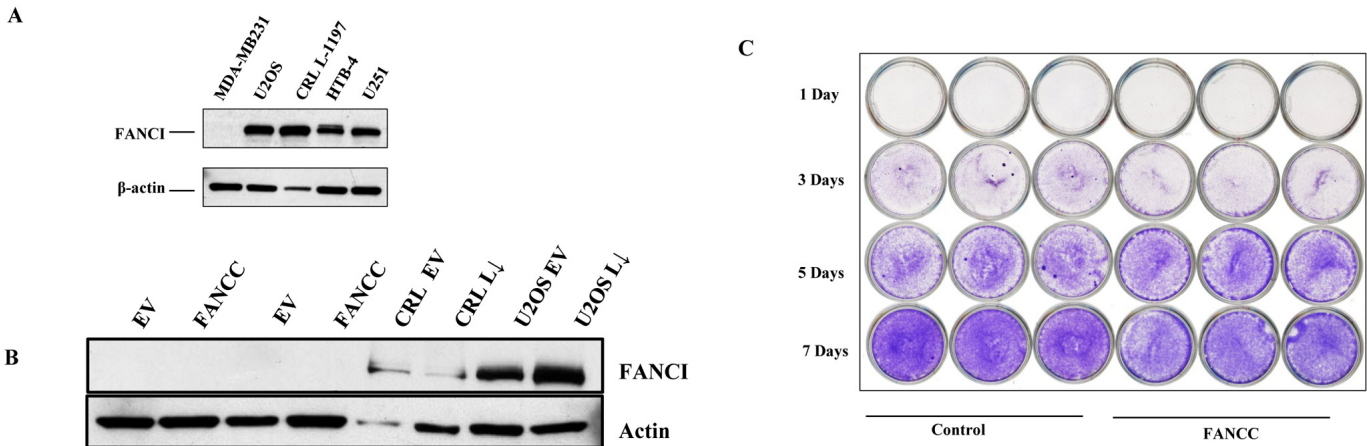 A
MDA-MB231
U2OS
CRL L-1197
HTB-4
U251
FANCI
β-actin
B
EV
FANCC
EV
FANCC
CRL EV
CRL L↓
U2OS EV
U2OS L↓
FANCI
Actin
C
1 Day
3 Days
5 Days
7 Days
Control
FANCC